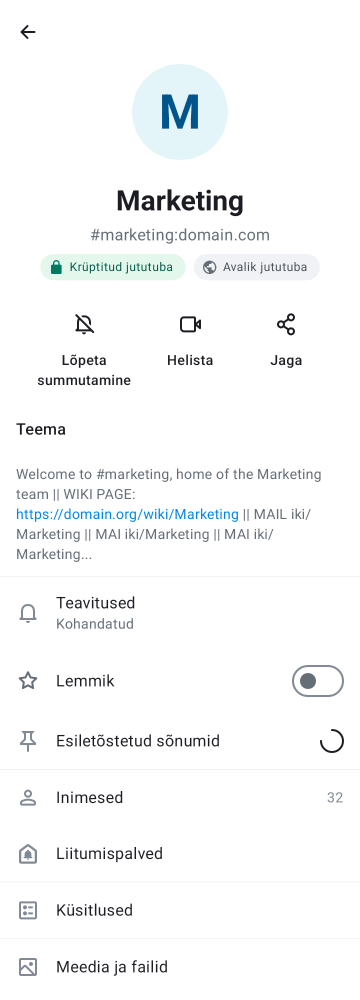 M
Marketing
#marketing:domain.com
Krüptitud jututuba
Avalik jututuba
Lõpeta
summutamine
Helista
Jaga
Teema
Welcome to #marketing, home of the Marketing
team || WIKI PAGE:
https://domain.org/wiki/Marketing || MAIL iki/
Marketing || MAI iki/Marketing || MAI iki/
Marketing...
Teavitused
Kohandatud
Lemmik
Esiletõstetud sõnumid
Inimesed
32
Liitumispalved
Küsitlused
Meedia ja failid